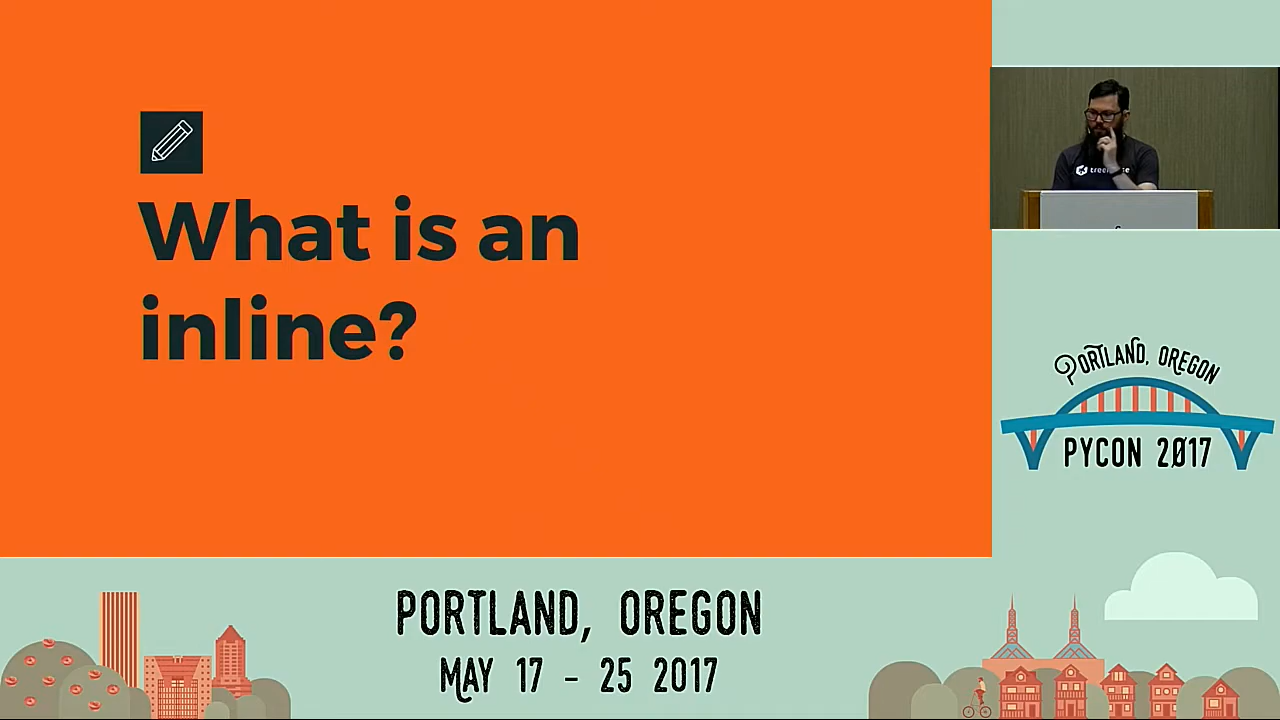 What is an
inline?
PORTLAND, OREGON
PYCON 2017
PORTLAND, OREGON
MAY 17 - 25 2017